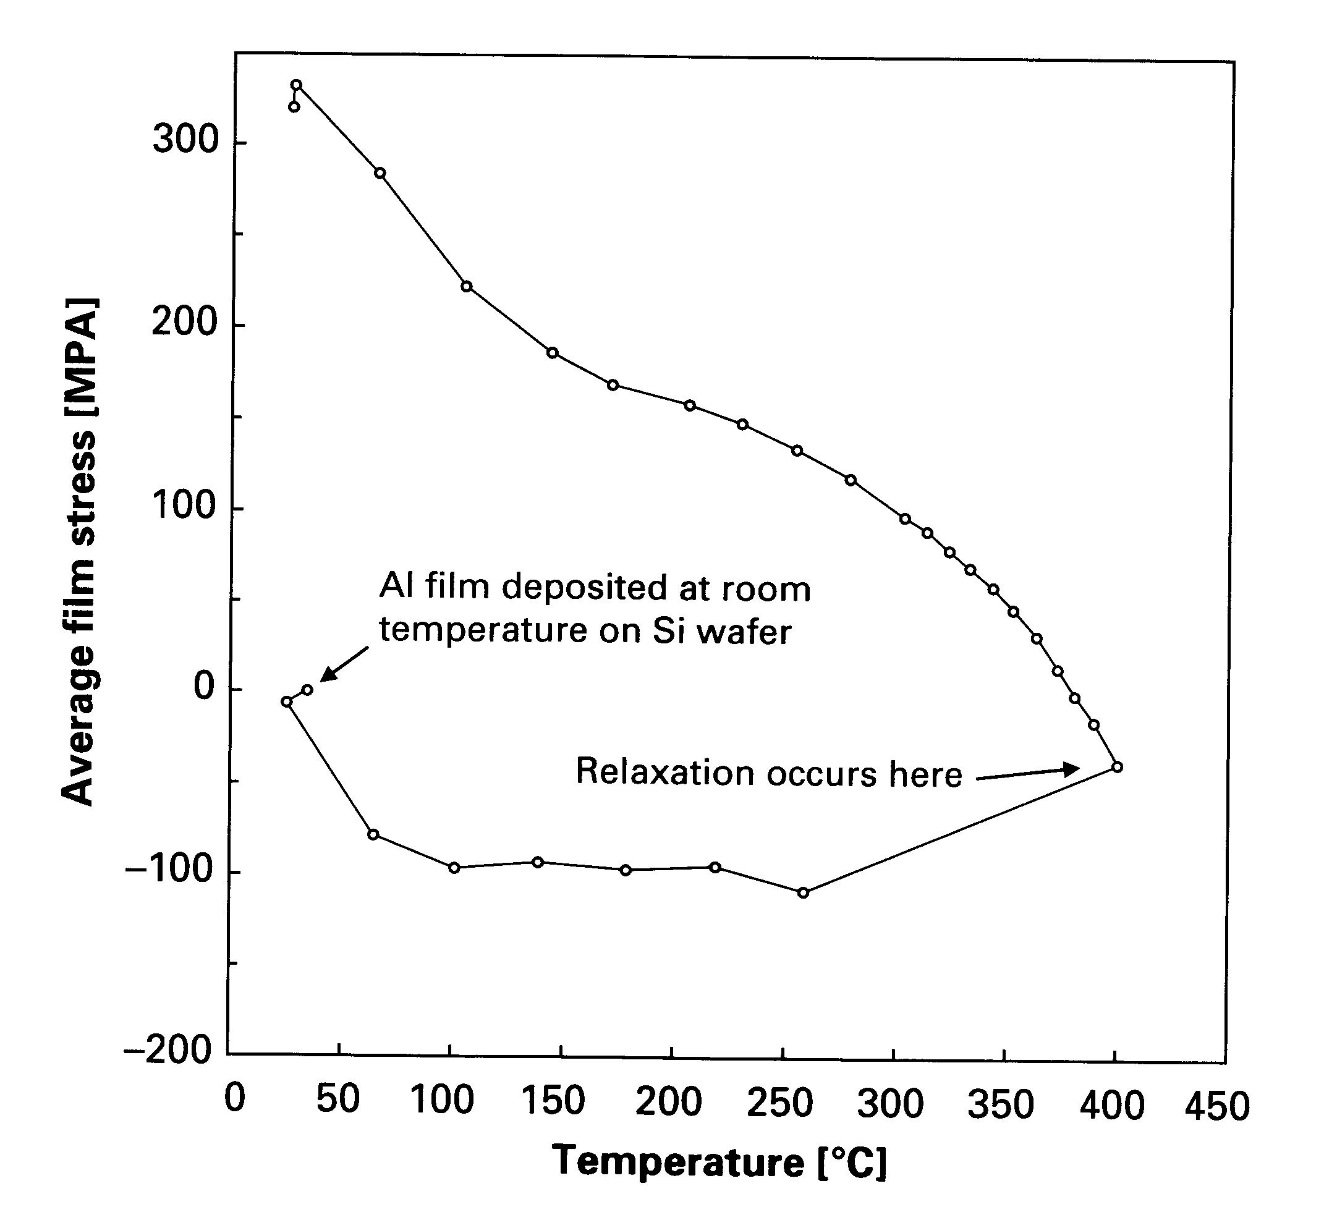 300
200
100
0
−100
−200
Average film stress [MPA]
Al film deposited at room
temperature on Si wafer
Relaxation occurs here
0 50 100 150 200 250 300 350 400 450
Temperature [°C]